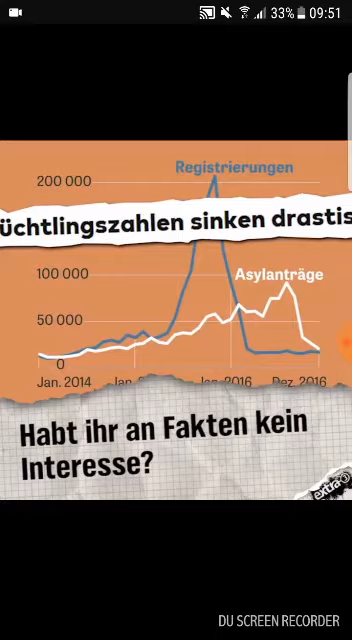 33% 09:51
Registrierungen
200 000
üchtlingszahlen sinken drastis
100 000
Asylanträge
50 000
0
Jan. 2014 Jan. 2016 Dez. 2016
Habt ihr an Fakten kein
Interesse?
extra3
DU SCREEN RECORDER